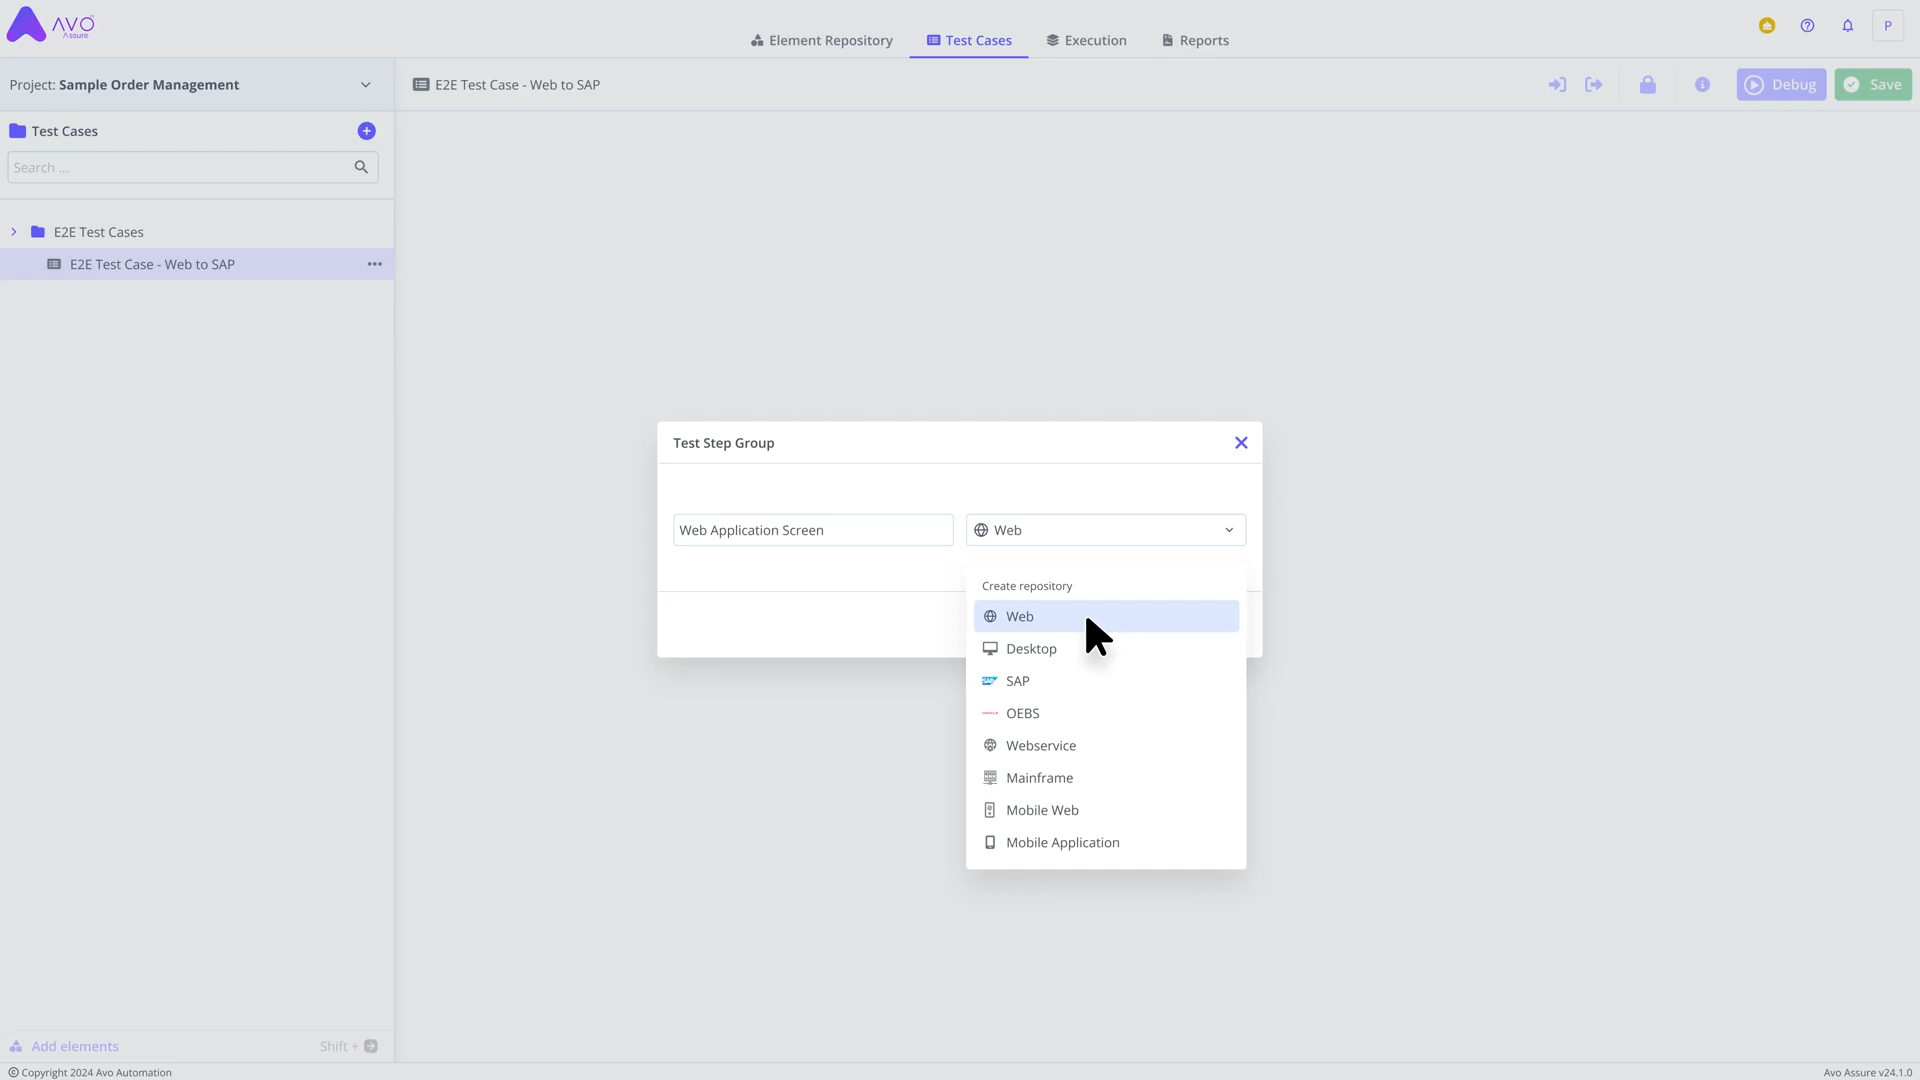 AVO
Assure
Element Repository
Test Cases
Execution
Reports
P
Project: Sample Order Management
E2E Test Case - Web to SAP
Debug
Save
Test Cases
Search ...
E2E Test Cases
E2E Test Case - Web to SAP
Test Step Group
Web Application Screen
Web
Create repository
Web
Desktop
SAP
OEBS
Webservice
Mainframe
Mobile Web
Mobile Application
Add elements
Shift +
© Copyright 2024 Avo Automation
Avo Assure v24.1.0